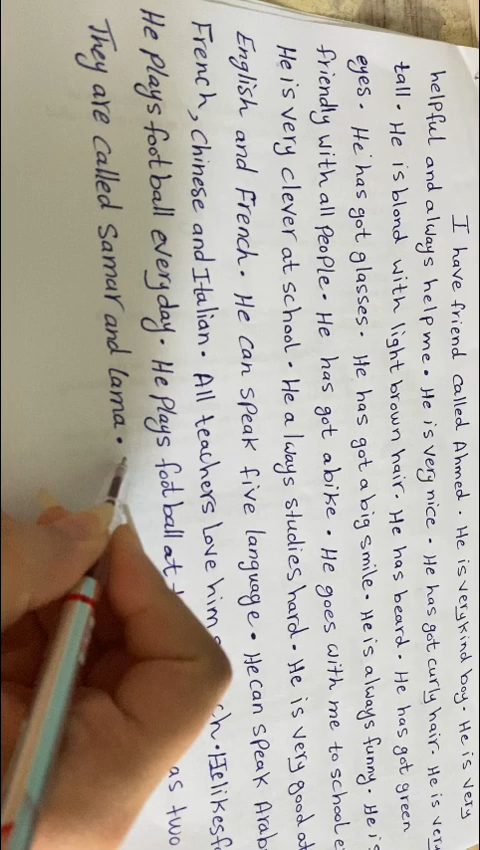 I have friend called Ahmed. He is verykind boy. He is very
helpful and always help me. He is very nice. He has got curly hair. He is very
tall. He is blond with light brown hair. He has beard. He has got green
eyes. He has got glasses. He has got a big smile. He is always funny. He is
friendly with all people. He has got a bike. He goes with me to school
He is very clever at school. He always studies hard. He is very good at
English and French. He can speak five language. He can speak
French, chinese and Italian. All teachers love him . He likes
He plays football everyday. He plays football at as two
They are called Samar and Lama.